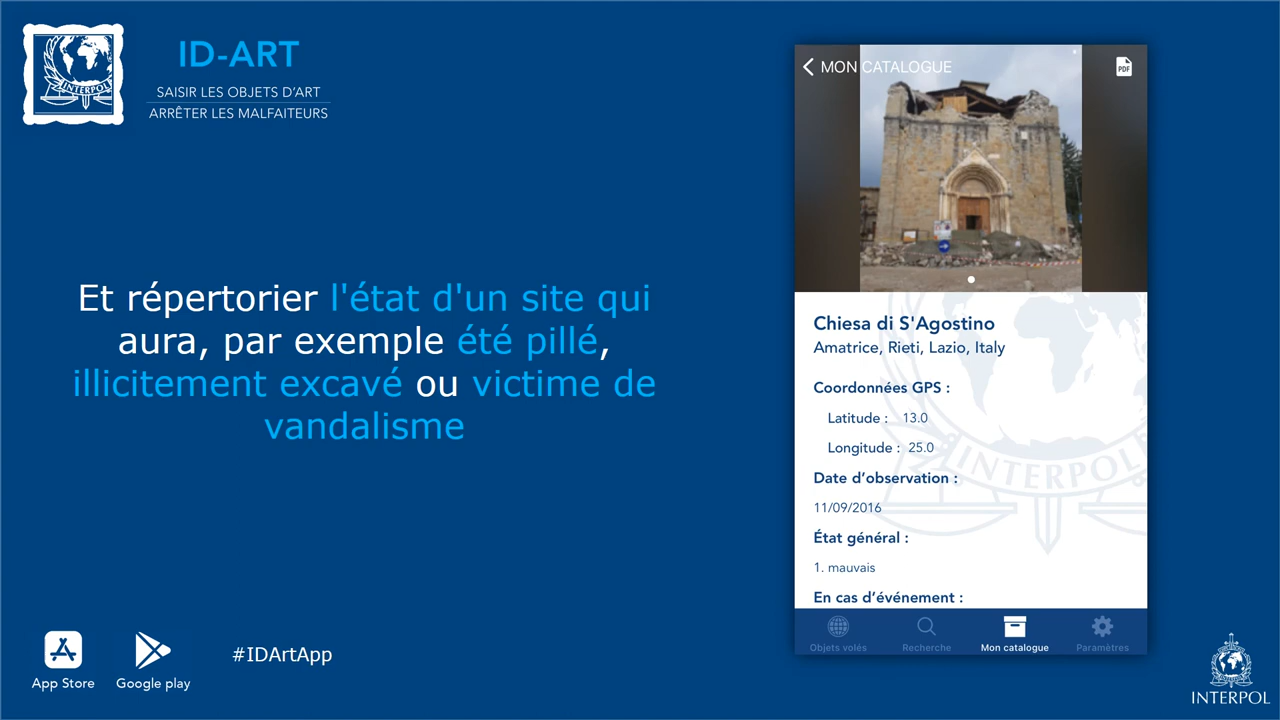 INTERPOL
ID-ART
SAISIR LES OBJETS D'ART
ARRÊTER LES MALFAITEURS
Et répertorier l'état d'un site qui
aura, par exemple été pillé,
illicitement excavé ou victime de
vandalisme
App Store
Google play
#IDArtApp
MON CATALOGUE
PDF
Chiesa di S'Agostino
Amatrice, Rieti, Lazio, Italy
Coordonnées GPS :
Latitude : 13.0
Longitude : 25.0
Date d'observation :
11/09/2016
État général :
1. mauvais
En cas d'événement :
INTERPOL
Objets volés
Recherche
Mon catalogue
Paramètres
INTERPOL